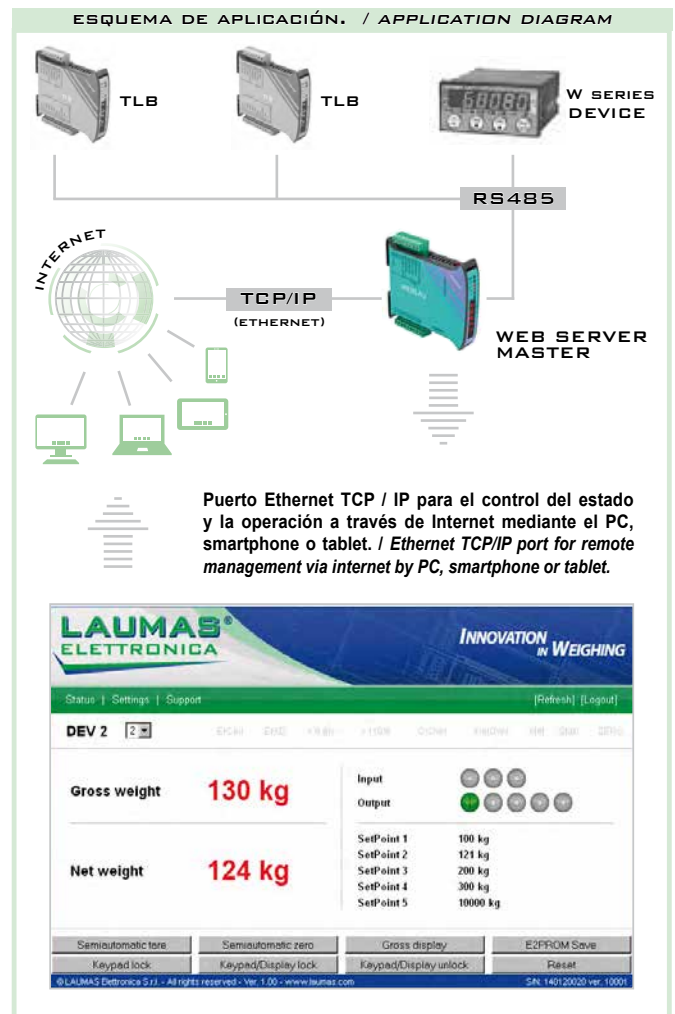 ESQUEMA DE APLICACIÓN. / APPLICATION DIAGRAM
TLB
TLB
68080
W SERIES
DEVICE
RS485
INTERNET
TCP/IP
(ETHERNET)
WEB SERVER
MASTER
Puerto Ethernet TCP / IP para el control del estado
y la operación a través de Internet mediante el PC,
smartphone o tablet. / Ethernet TCP/IP port for remote
management via internet by PC, smartphone or tablet.
LAUMAS®
ELETTRONICA
INNOVATION
IN WEIGHING
Status | Settings | Support
[Refresh] [Logout]
DEV 2 2
Gross weight 130 kg
Input
Output
Net weight 124 kg
SetPoint 1 100 kg
SetPoint 2 121 kg
SetPoint 3 200 kg
SetPoint 4 300 kg
SetPoint 5 10000 kg
Semiautomatic tare Semiautomatic zero Gross display E2PROM Save
Keypad lock Keypad/Display lock Keypad/Display unlock Reset
© LAUMAS Elettronica S.r.l. - All rights reserved - Ver. 1.00 - www.laumas.com S/N: 140120020 ver. 10001